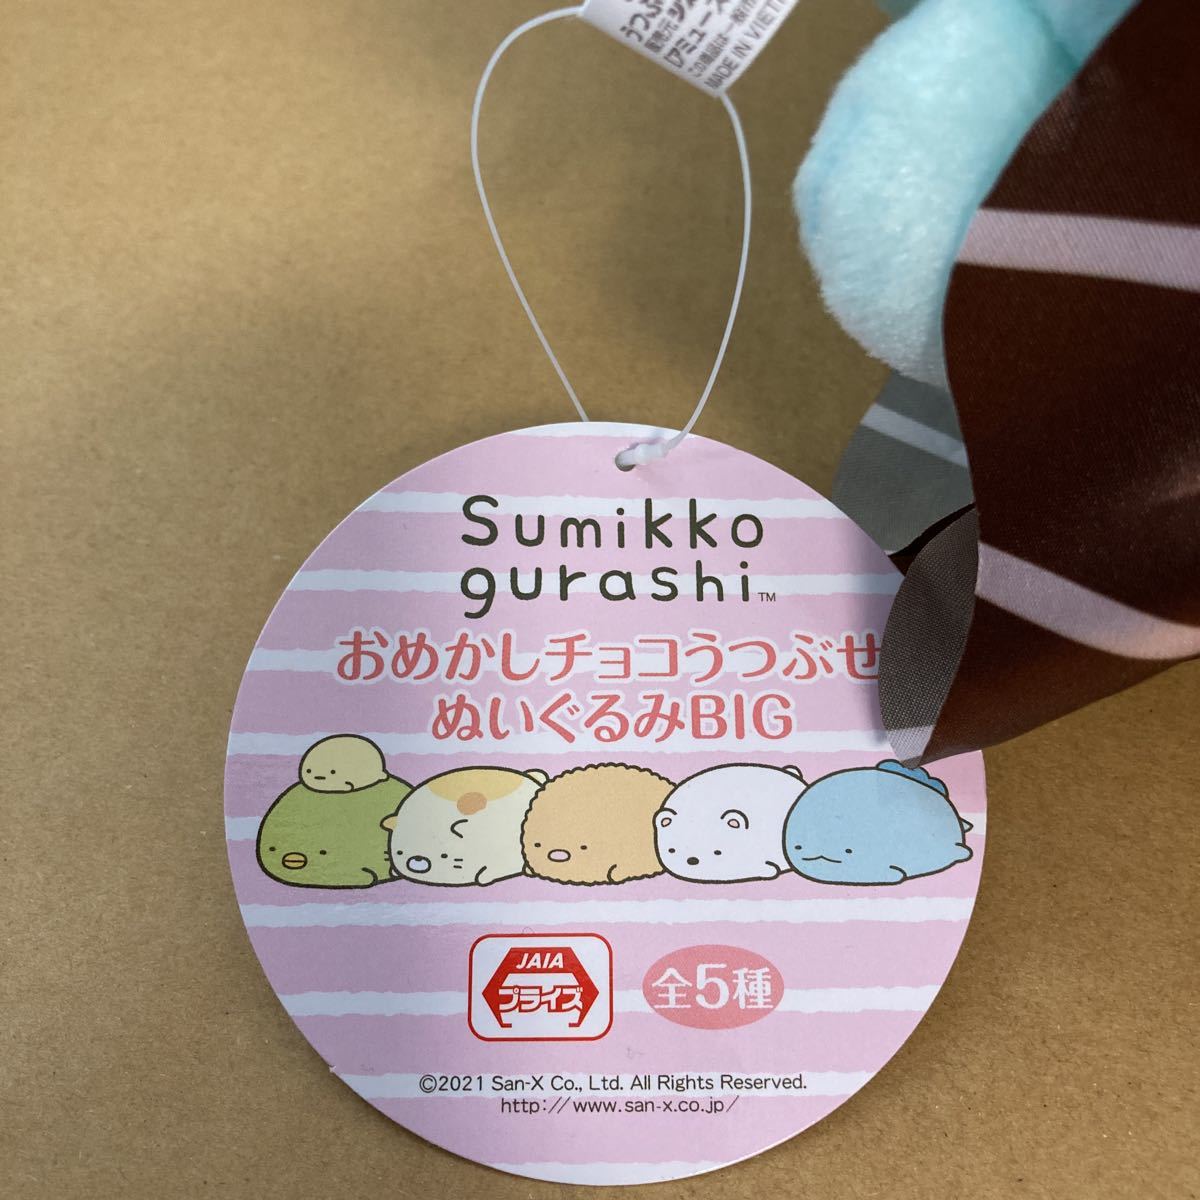 MADE IN VIET
Sumikko
gurashi™
おめかしチョコうつぶせ
ぬいぐるみBIG
JAIA
プライズ
全5種
©2021 San-X Co., Ltd. All Rights Reserved.
http://www.san-x.co.jp/